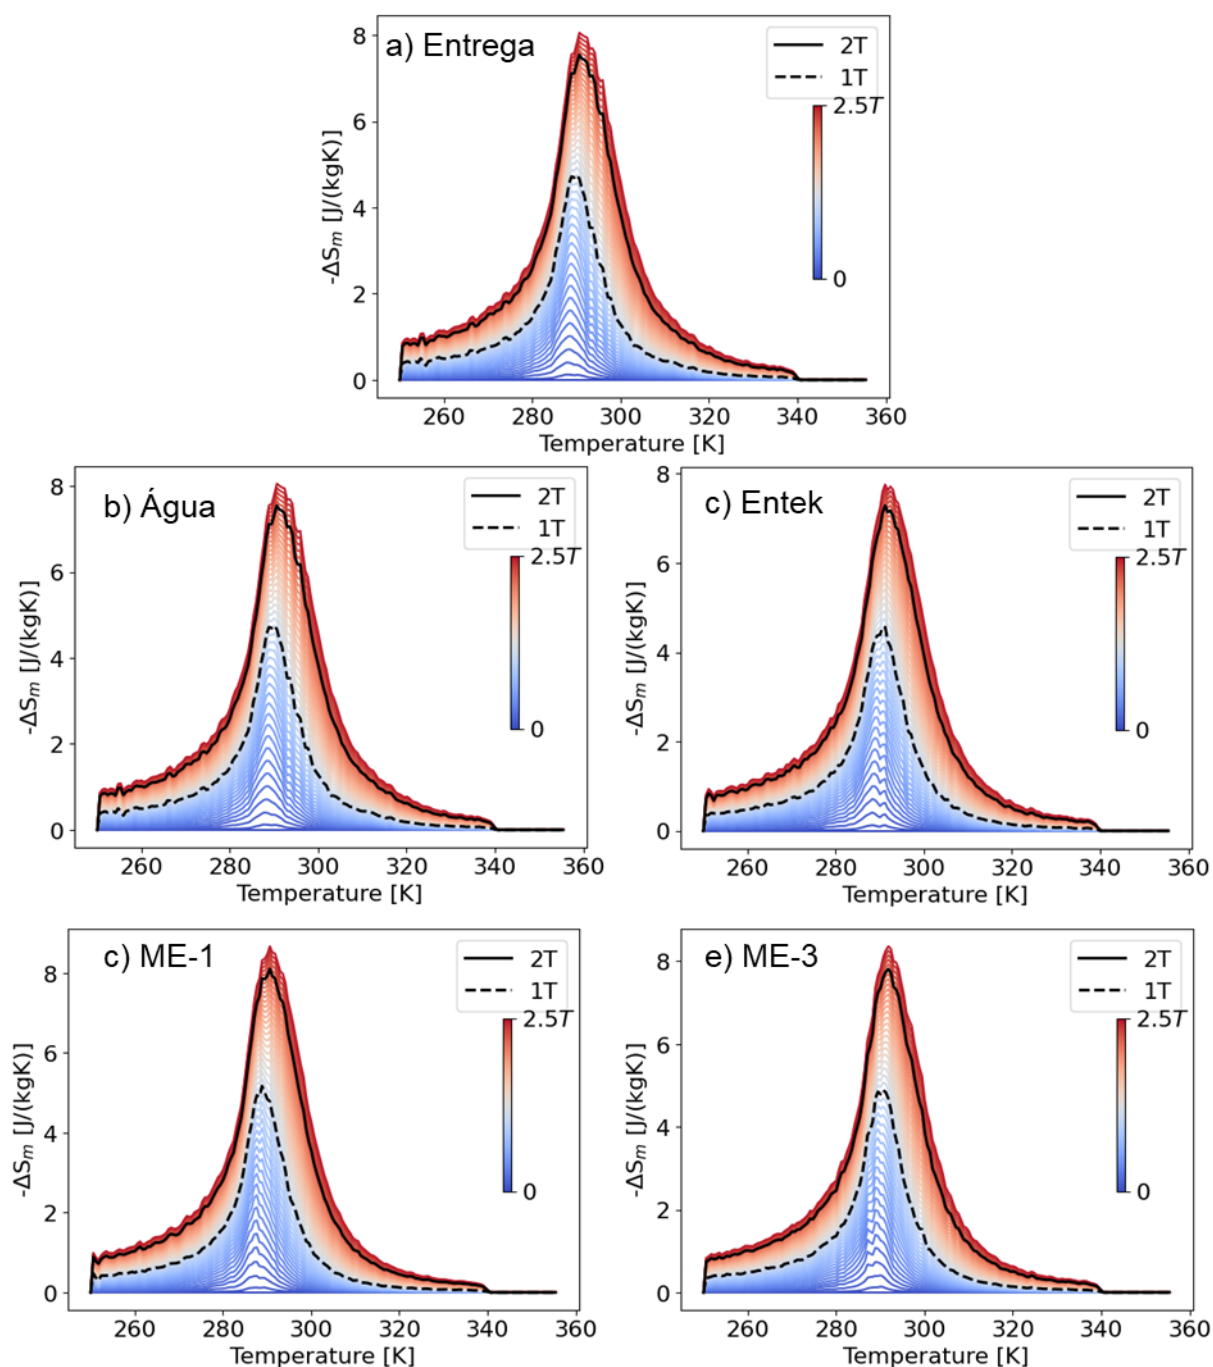 a) Entrega
2T
1T
2.5T
0
8
6
4
2
0
-ΔSₘ [J/(kgK)]
260 280 300 320 340 360
Temperature [K]
b) Água
2T
1T
2.5T
0
8
6
4
2
0
-ΔSₘ [J/(kgK)]
260 280 300 320 340 360
Temperature [K]
c) Entek
2T
1T
2.5T
0
8
6
4
2
0
-ΔSₘ [J/(kgK)]
260 280 300 320 340 360
Temperature [K]
c) ME-1
2T
1T
2.5T
0
8
6
4
2
0
-ΔSₘ [J/(kgK)]
260 280 300 320 340 360
Temperature [K]
e) ME-3
2T
1T
2.5T
0
8
6
4
2
0
-ΔSₘ [J/(kgK)]
260 280 300 320 340 360
Temperature [K]